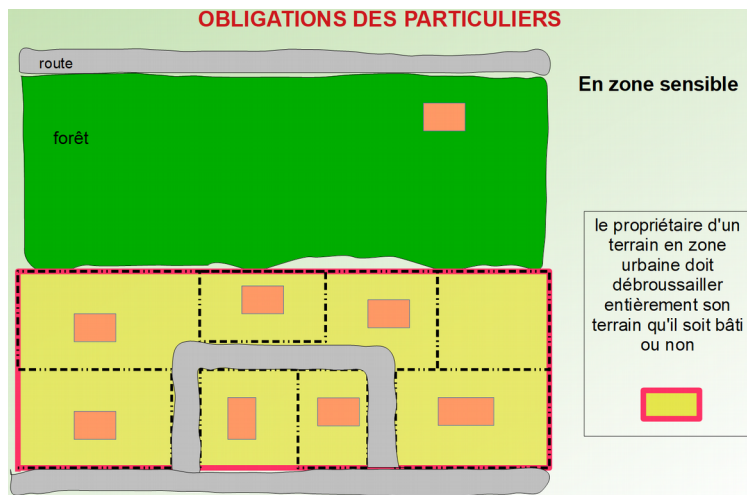 OBLIGATIONS DES PARTICULIERS
route
En zone sensible
forêt
le propriétaire d'un
terrain en zone
urbaine doit
débroussailler
entièrement son
terrain qu'il soit bâti
ou non